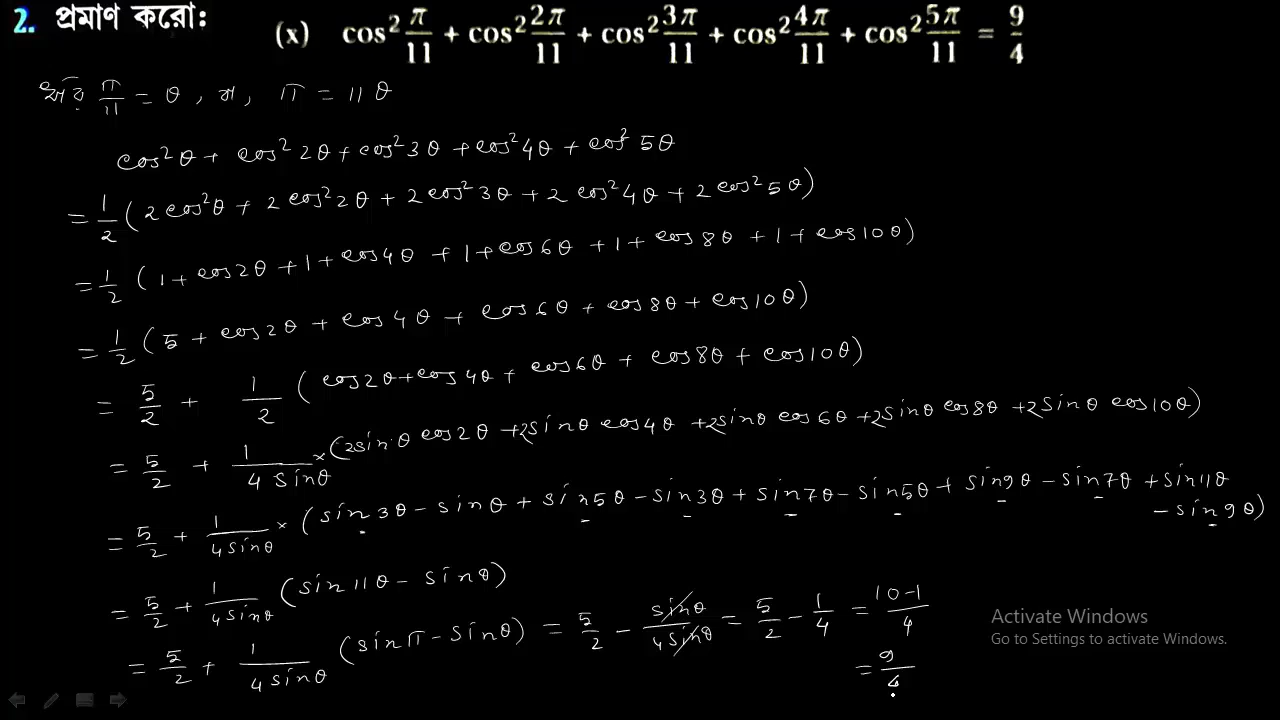 2. প্রমাণ করো: (x) cos² π/11 + cos² 2π/11 + cos² 3π/11 + cos² 4π/11 + cos² 5π/11 = 9/4
ধরি π/11 = θ, বা, π = 11θ
cos²θ + cos²2θ + cos²3θ + cos²4θ + cos²5θ
= 1/2 (2cos²θ + 2cos²2θ + 2cos²3θ + 2cos²4θ + 2cos²5θ)
= 1/2 (1 + cos2θ + 1 + cos4θ + 1 + cos6θ + 1 + cos8θ + 1 + cos10θ)
= 1/2 (5 + cos2θ + cos4θ + cos6θ + cos8θ + cos10θ)
= 5/2 + 1/2 (cos2θ + cos4θ + cos6θ + cos8θ + cos10θ)
= 5/2 + 1/4sinθ × (2sinθ cos2θ + 2sinθ cos4θ + 2sinθ cos6θ + 2sinθ cos8θ + 2sinθ cos10θ)
= 5/2 + 1/4sinθ × (sin3θ - sinθ + sin5θ - sin3θ + sin7θ - sin5θ + sin9θ - sin7θ + sin11θ
- sin9θ)
= 5/2 + 1/4sinθ (sin11θ - sinθ)
= 5/2 + 1/4sinθ (sinπ - sinθ) = 5/2 - sinθ/4sinθ = 5/2 - 1/4 = 10-1/4
= 9/4
Activate Windows
Go to Settings to activate Windows.